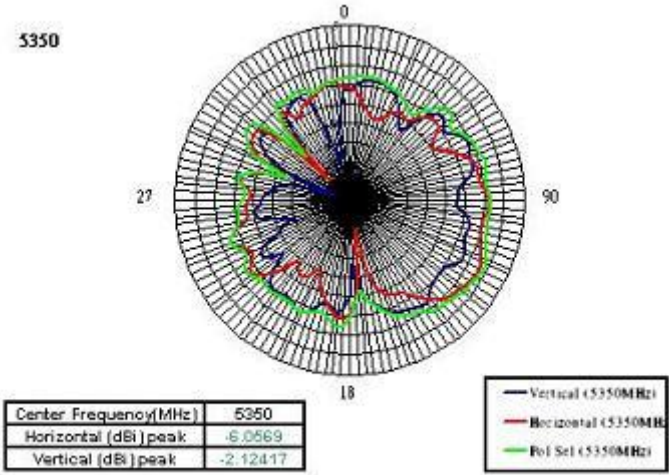 0
5350
27
90
18
Center Frequency(MHz) 5350
Horizontal (dBi) peak -6.0569
Vertical (dBi) peak -2.12417
Vertical (5350MHz)
Horizontal (5350MHz
Pol Sel (5350MHz)